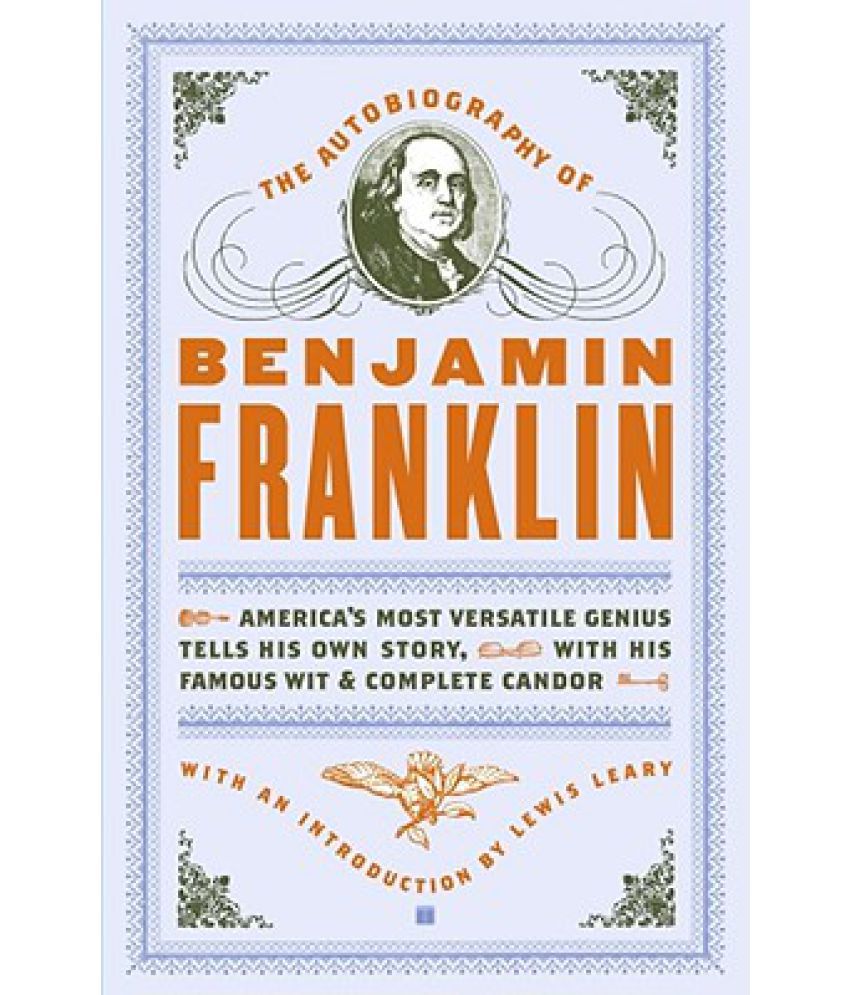 THE AUTOBIOGRAPHY OF
BENJAMIN
FRANKLIN
AMERICA'S MOST VERSATILE GENIUS
TELLS HIS OWN STORY, WITH HIS
FAMOUS WIT & COMPLETE CANDOR
WITH AN INTRODUCTION BY LEWIS LEARY